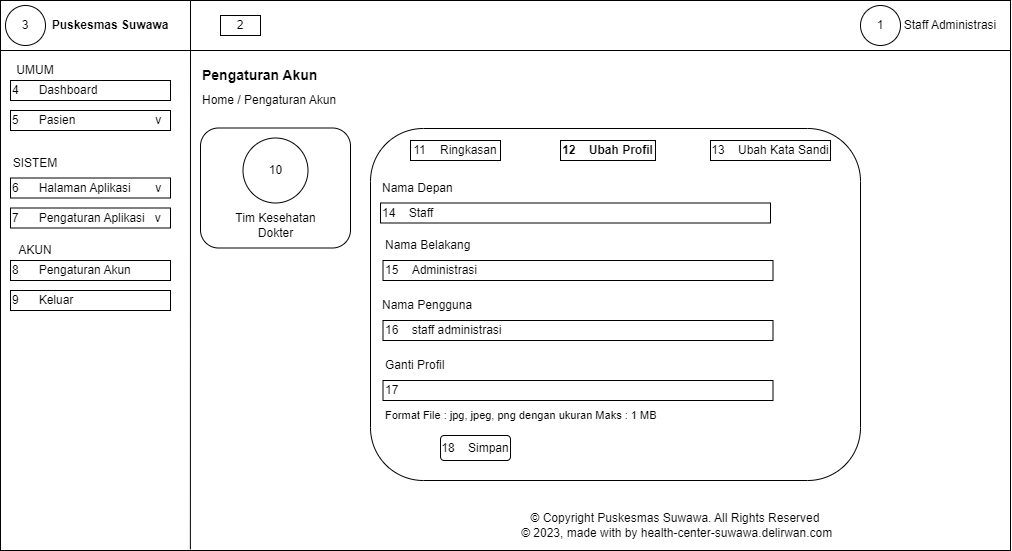 3 Puskesmas Suwawa
2
1 Staff Administrasi
UMUM
4 Dashboard
5 Pasien v
SISTEM
6 Halaman Aplikasi v
7 Pengaturan Aplikasi v
AKUN
8 Pengaturan Akun
9 Keluar
Pengaturan Akun
Home / Pengaturan Akun
10
Tim Kesehatan
Dokter
11 Ringkasan
12 Ubah Profil
13 Ubah Kata Sandi
Nama Depan
14 Staff
Nama Belakang
15 Administrasi
Nama Pengguna
16 staff administrasi
Ganti Profil
17
Format File : jpg, jpeg, png dengan ukuran Maks : 1 MB
18 Simpan
© Copyright Puskesmas Suwawa. All Rights Reserved
© 2023, made with by health-center-suwawa.delirwan.com